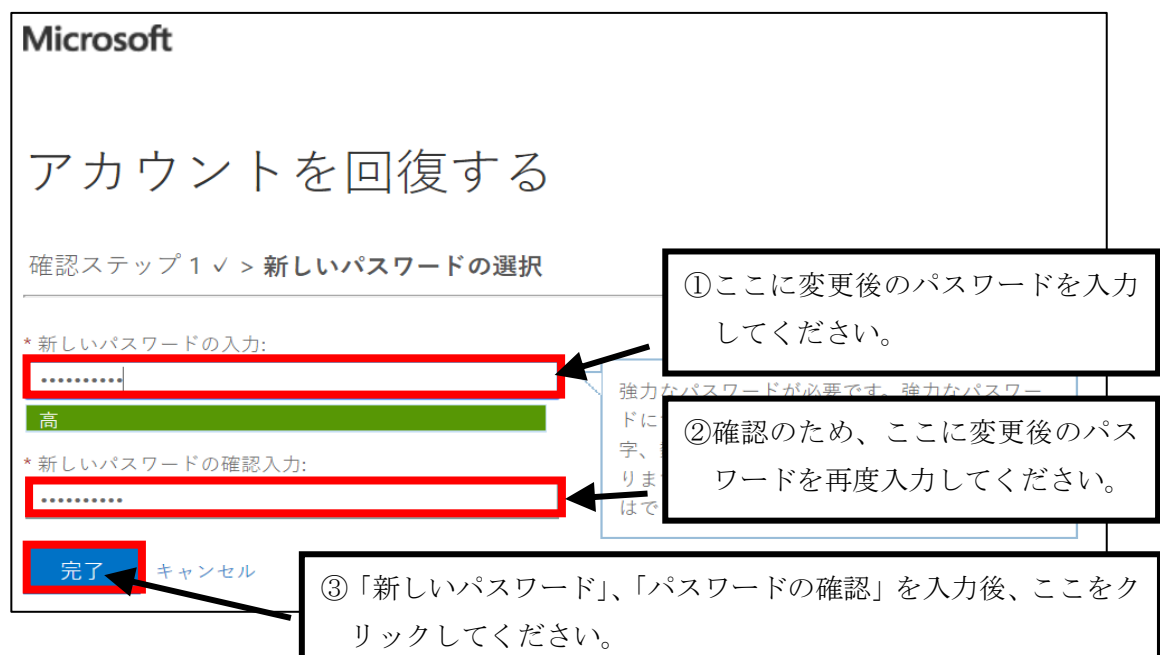 Microsoft
アカウントを回復する
確認ステップ 1 ✓ > 新しいパスワードの選択
①ここに変更後のパスワードを入力
してください。
* 新しいパスワードの入力:
••••••••••
高
強力なパスワードが必要です。強力なパスワー
ドに
字、
りま
はで
②確認のため、ここに変更後のパス
ワードを再度入力してください。
* 新しいパスワードの確認入力:
••••••••••
完了
キャンセル
③「新しいパスワード」、「パスワードの確認」を入力後、ここをク
リックしてください。